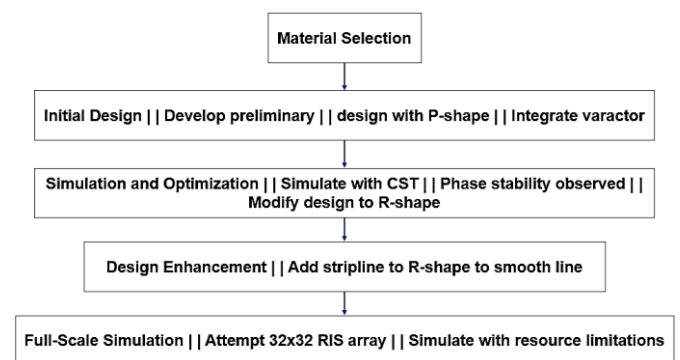 Material Selection
Initial Design | | Develop preliminary | | design with P-shape | | Integrate varactor
Simulation and Optimization | | Simulate with CST | | Phase stability observed | |
Modify design to R-shape
Design Enhancement | | Add stripline to R-shape to smooth line
Full-Scale Simulation | | Attempt 32x32 RIS array | | Simulate with resource limitations